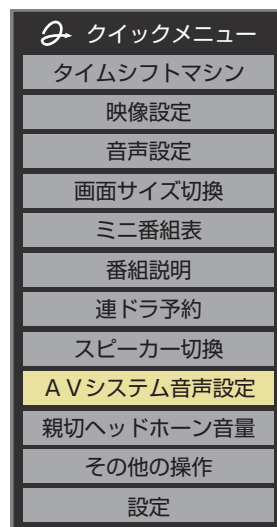 クイックメニュー
タイムシフトマシン
映像設定
音声設定
画面サイズ切換
ミニ番組表
番組説明
連ドラ予約
スピーカー切換
ＡＶシステム音声設定
親切ヘッドホーン音量
その他の操作
設定